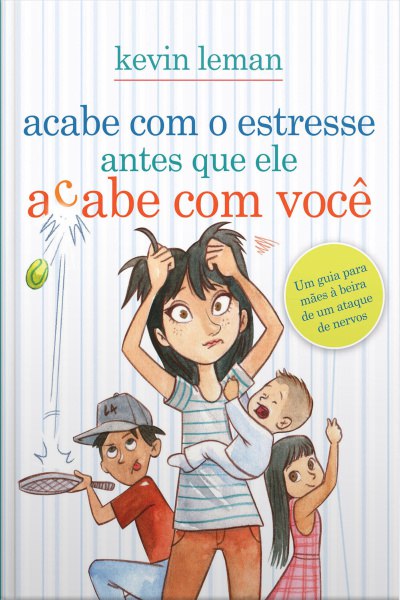 kevin leman
acabe com o estresse
antes que ele
acabe com você
Um guia para
mães à beira
de um ataque
de nervos
LA